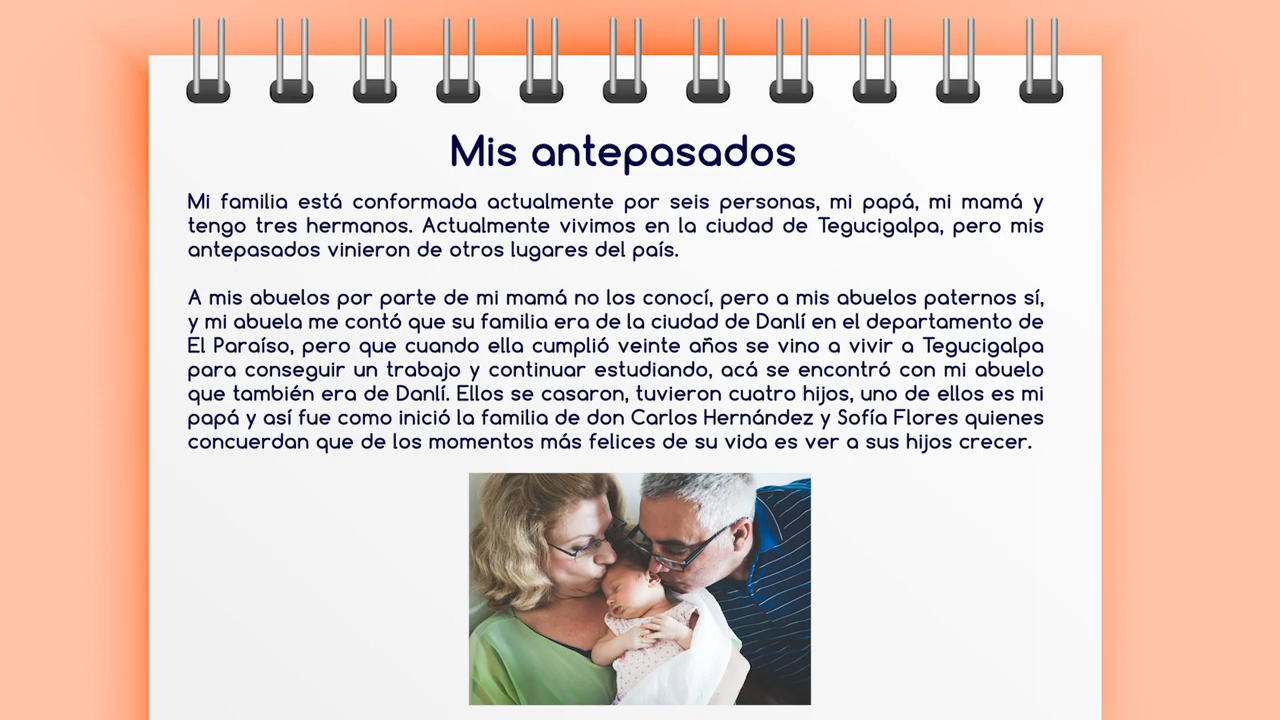 Mis antepasados
Mi familia está conformada actualmente por seis personas, mi papá, mi mamá y
tengo tres hermanos. Actualmente vivimos en la ciudad de Tegucigalpa, pero mis
antepasados vinieron de otros lugares del país.
A mis abuelos por parte de mi mamá no los conocí, pero a mis abuelos paternos sí,
y mi abuela me contó que su familia era de la ciudad de Danlí en el departamento de
El Paraíso, pero que cuando ella cumplió veinte años se vino a vivir a Tegucigalpa
para conseguir un trabajo y continuar estudiando, acá se encontró con mi abuelo
que también era de Danlí. Ellos se casaron, tuvieron cuatro hijos, uno de ellos es mi
papá y así fue como inició la familia de don Carlos Hernández y Sofía Flores quienes
concuerdan que de los momentos más felices de su vida es ver a sus hijos crecer.